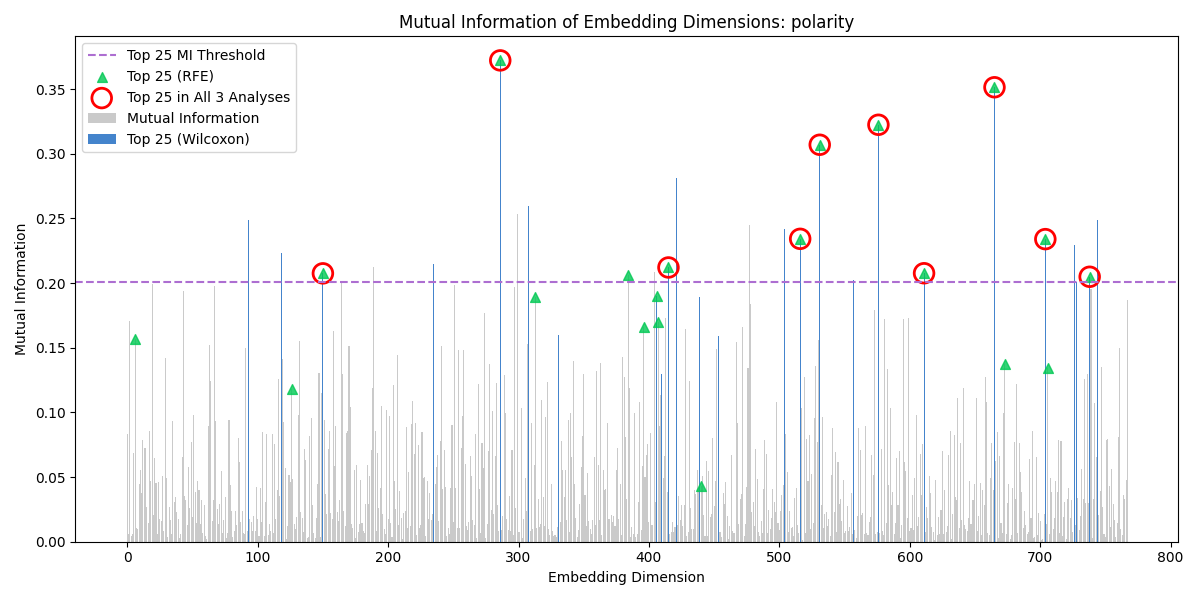 Mutual Information of Embedding Dimensions: polarity
Top 25 MI Threshold
Top 25 (RFE)
Top 25 in All 3 Analyses
Mutual Information
Top 25 (Wilcoxon)
Mutual Information
0.35
0.30
0.25
0.20
0.15
0.10
0.05
0.00
0 100 200 300 400 500 600 700 800
Embedding Dimension